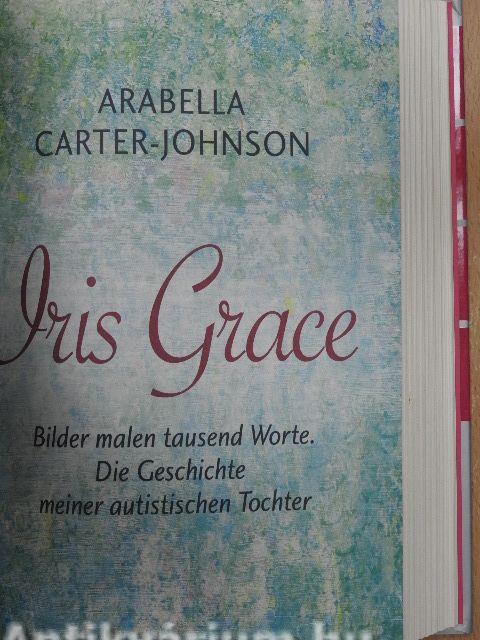 ARABELLA
CARTER-JOHNSON
Iris Grace
Bilder malen tausend Worte.
Die Geschichte
meiner autistischen Tochter